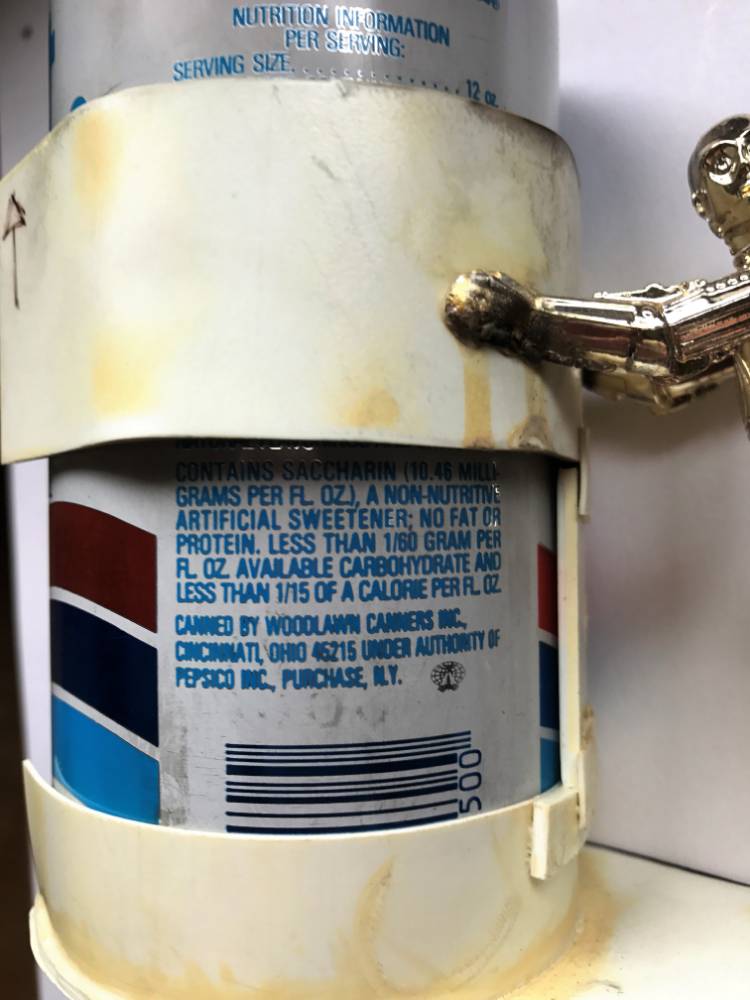 NUTRITION INFORMATION
PER SERVING:
SERVING SIZE.................12 oz.
CONTAINS SACCHARIN (10.46 MILLI-
GRAMS PER FL. OZ.), A NON-NUTRITIVE
ARTIFICIAL SWEETENER; NO FAT OR
PROTEIN. LESS THAN 1/60 GRAM PER
FL. OZ. AVAILABLE CARBOHYDRATE AND
LESS THAN 1/15 OF A CALORIE PER FL. OZ.
CANNED BY WOODLAWN CANNERS INC.,
CINCINNATI, OHIO 45215 UNDER AUTHORITY OF
PEPSICO INC., PURCHASE, N.Y.
500